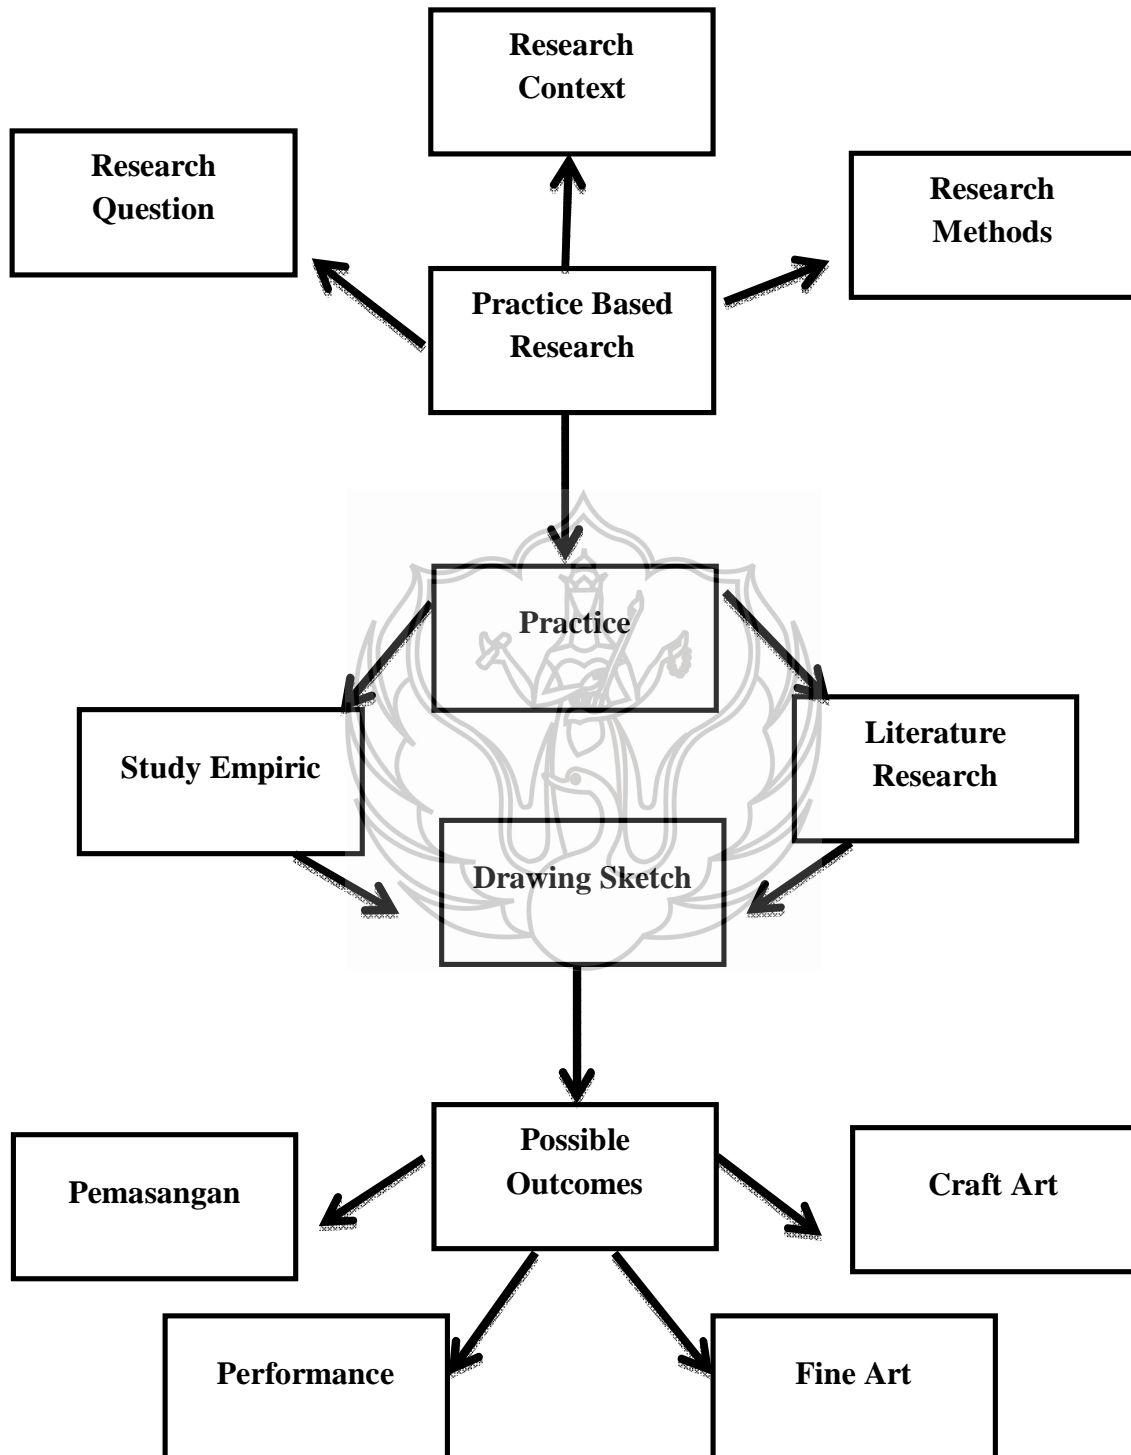 Research
Context
Research
Question
Research
Methods
Practice Based
Research
Practice
Study Empiric
Literature
Research
Drawing Sketch
Possible
Outcomes
Pemasangan
Craft Art
Performance
Fine Art